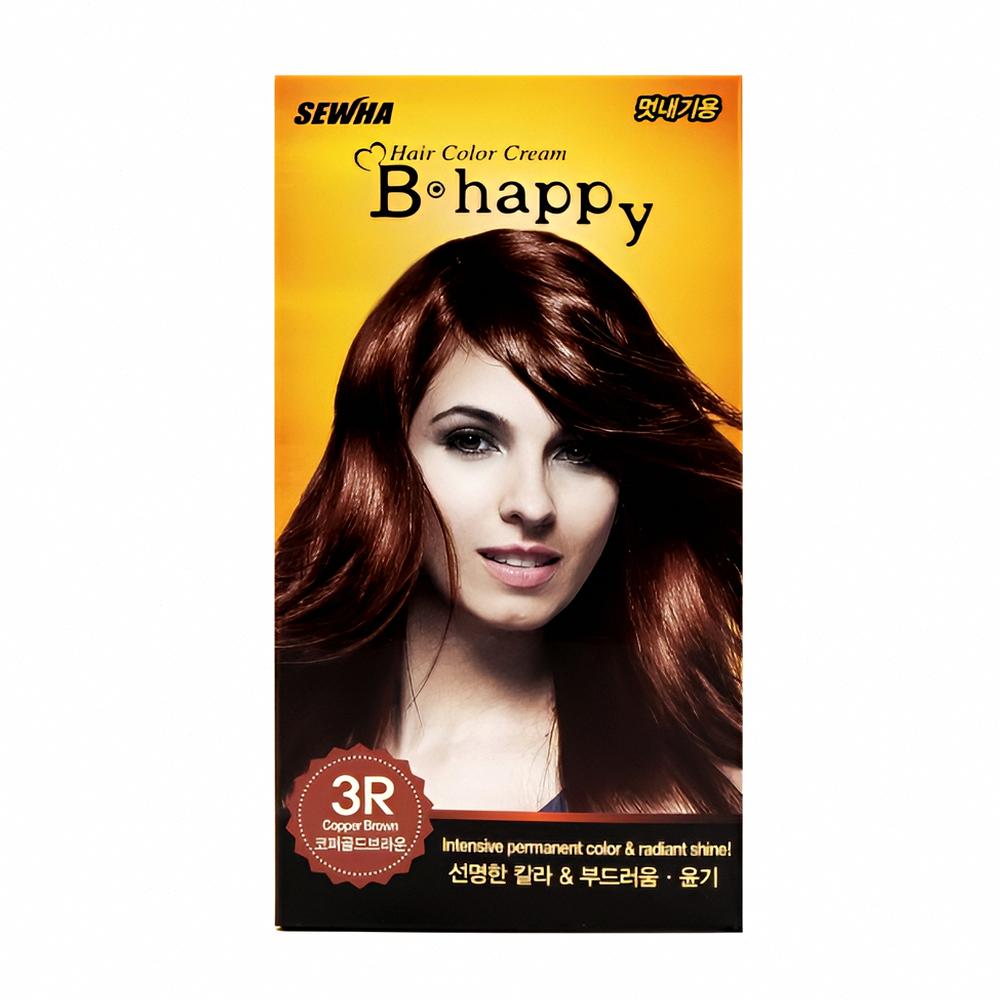 SEWHA
멋내기용
Hair Color Cream
B·happy
3R
Copper Brown
코퍼골드브라운
Intensive permanent color & radiant shine!
선명한 칼라 & 부드러움 · 윤기